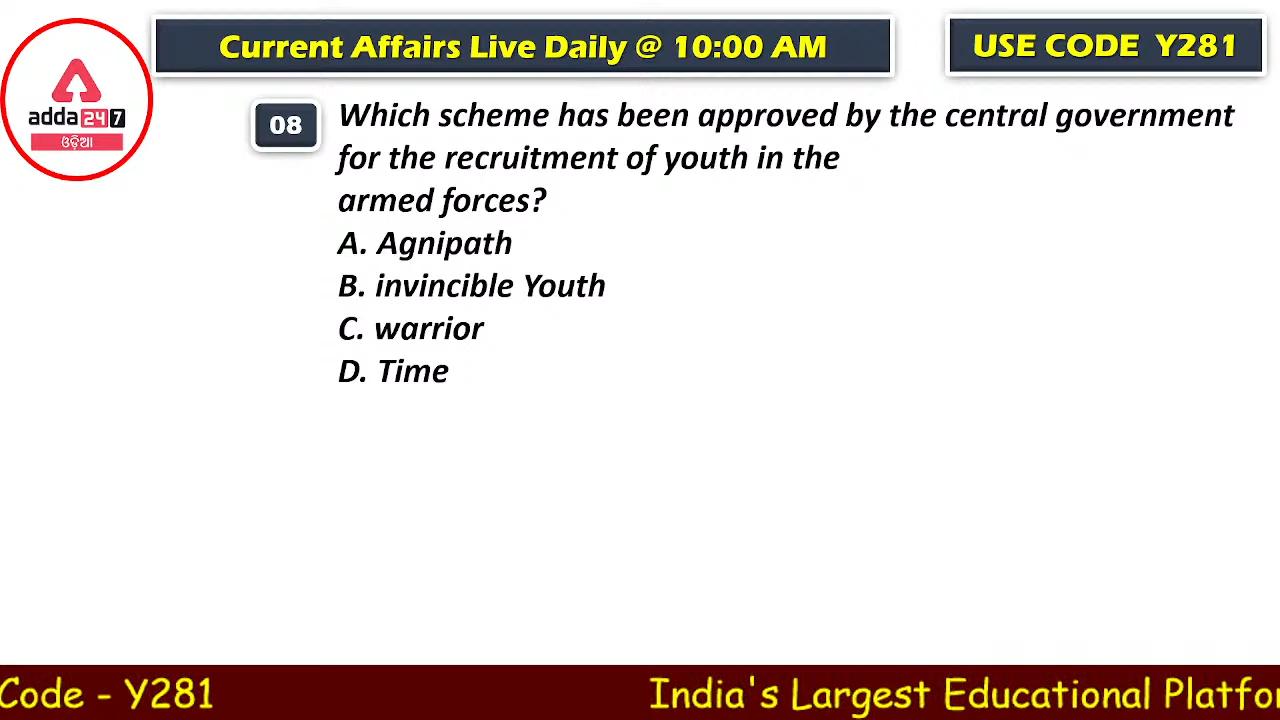 Current Affairs Live Daily @ 10:00 AM
USE CODE Y281
adda 24 7
ଓଡ଼ିଆ
08
Which scheme has been approved by the central government
for the recruitment of youth in the
armed forces?
A. Agnipath
B. invincible Youth
C. warrior
D. Time
Code - Y281
India's Largest Educational Platfor